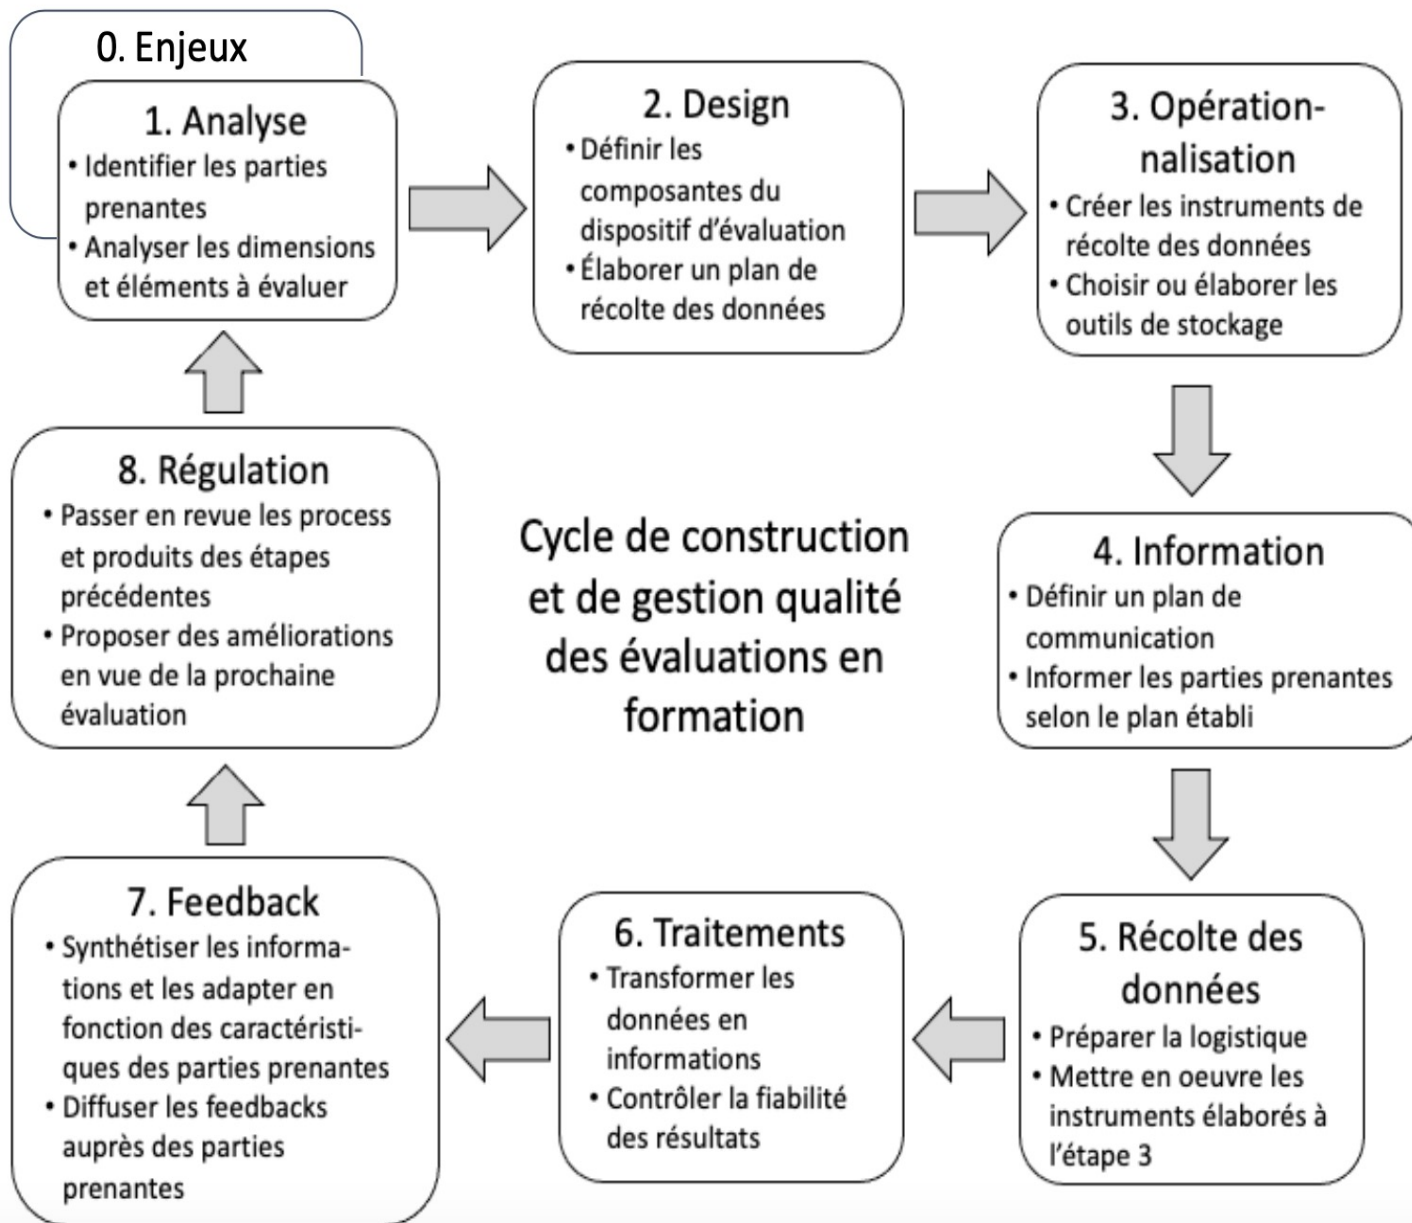 0. Enjeux
1. Analyse
• Identifier les parties
prenantes
• Analyser les dimensions
et éléments à évaluer
2. Design
• Définir les
composantes du
dispositif d’évaluation
• Élaborer un plan de
récolte des données
3. Opération-
nalisation
• Créer les instruments de
récolte des données
• Choisir ou élaborer les
outils de stockage
4. Information
• Définir un plan de
communication
• Informer les parties prenantes
selon le plan établi
5. Récolte des
données
• Préparer la logistique
• Mettre en oeuvre les
instruments élaborés à
l’étape 3
6. Traitements
• Transformer les
données en
informations
• Contrôler la fiabilité
des résultats
7. Feedback
• Synthétiser les informa-
tions et les adapter en
fonction des caractéristi-
ques des parties prenantes
• Diffuser les feedbacks
auprès des parties
prenantes
8. Régulation
• Passer en revue les process
et produits des étapes
précédentes
• Proposer des améliorations
en vue de la prochaine
évaluation
Cycle de construction
et de gestion qualité
des évaluations en
formation